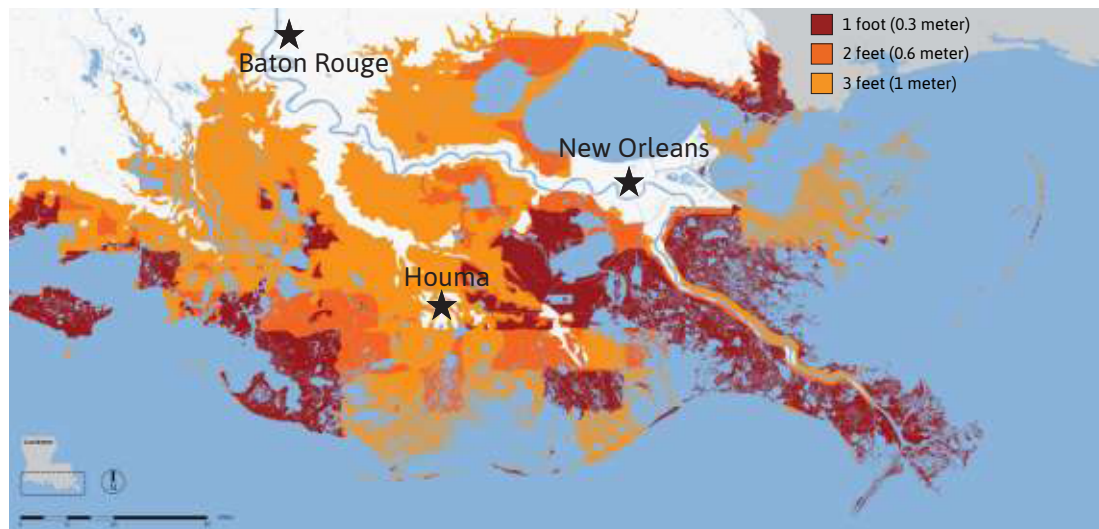 1 foot (0.3 meter)
2 feet (0.6 meter)
3 feet (1 meter)
Baton Rouge
New Orleans
Houma